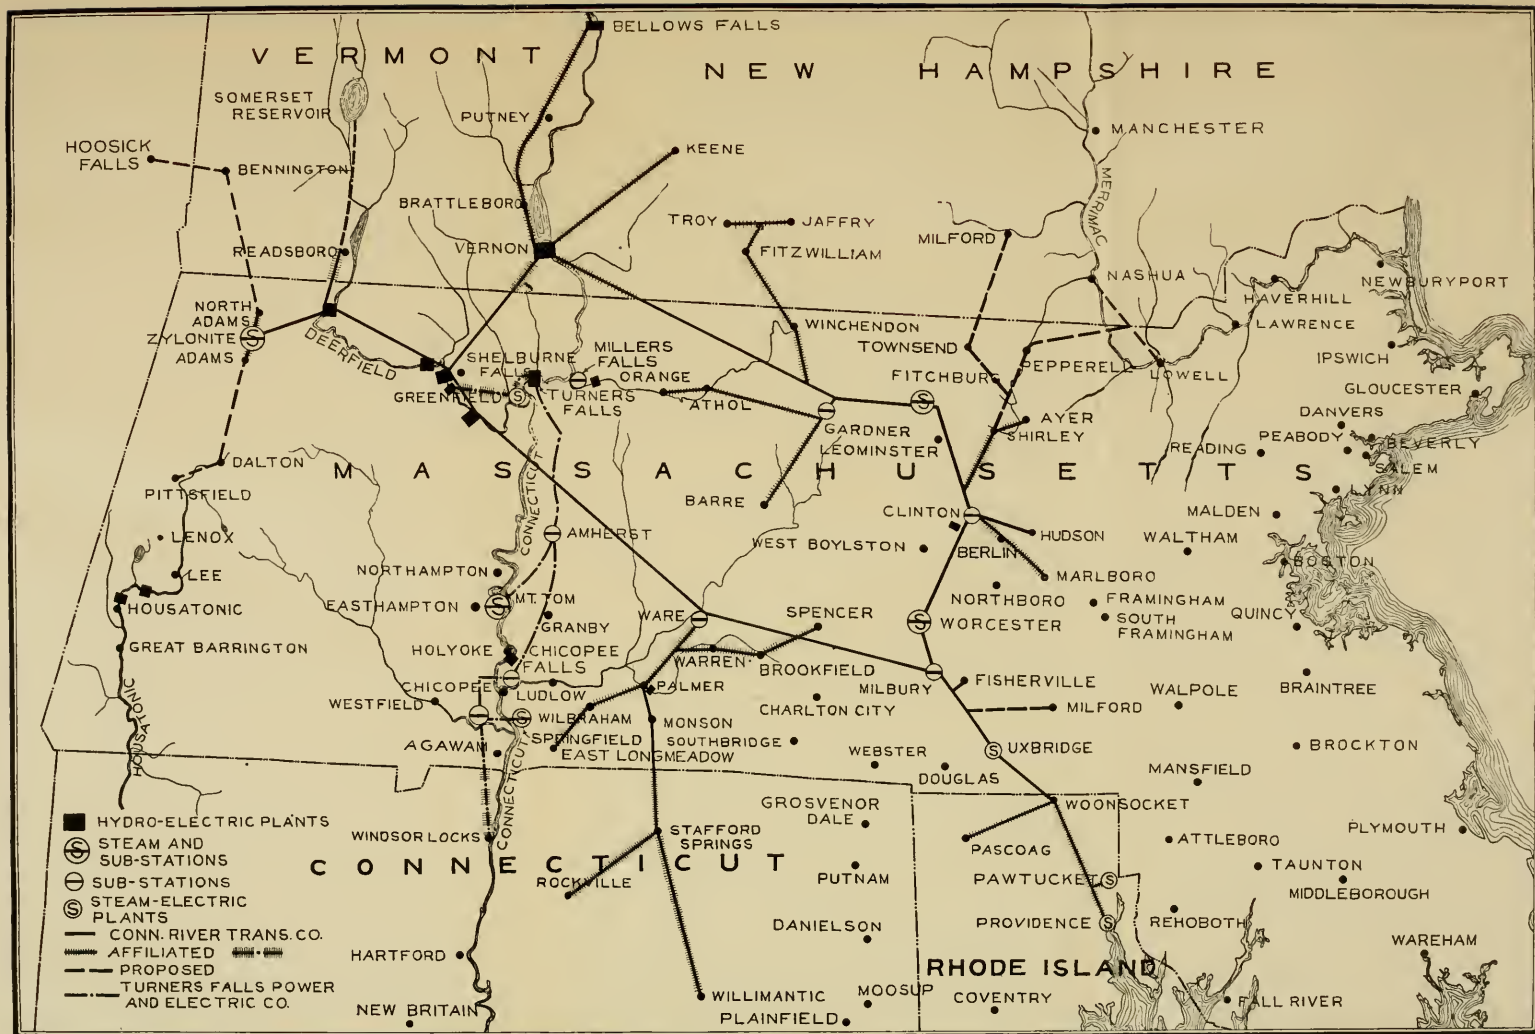 BELLOWS FALLS
VERMONT
NEW HAMPSHIRE
SOMERSET
RESERVOIR
PUTNEY
MANCHESTER
HOOSICK
FALLS
BENNINGTON
KEENE
MERRIMAC
BRATTLEBORO
TROY
JAFFRY
VERNON
READSBORO
FITZWILLIAM
MILFORD
NASHUA
NEWBURYPORT
HAVERHILL
NORTH
ADAMS
ZYLONITE
ADAMS
DEERFIELD
WINCHENDON
LAWRENCE
TOWNSEND
SHELBURNE
FALLS
MILLERS
FALLS
ORANGE
PEPPERELL
LOWELL
IPSWICH
FITCHBURG
GREENFIELD
TURNERS
FALLS
ATHOL
GLOUCESTER
AYER
SHIRLEY
DANVERS
GARDNER
LEOMINSTER
PEABODY
BEVERLY
READING
SALEM
DALTON
MASSACHUSETTS
LYNN
PITTSFIELD
CONNECTICUT
BARRE
CLINTON
MALDEN
LENOX
AMHERST
WEST BOYLSTON
BERLIN
HUDSON
WALTHAM
BOSTON
LEE
NORTHAMPTON
MARLBORO
HOUSATONIC
EASTHAMPTON
MT. TOM
GRANBY
WARE
SPENCER
NORTHBORO
FRAMINGHAM
SOUTH
FRAMINGHAM
QUINCY
WORCESTER
GREAT BARRINGTON
HOLYOKE
CHICOPEE
FALLS
WARREN
BROOKFIELD
CHICOPEE
LUDLOW
PALMER
MILBURY
FISHERVILLE
WALPOLE
BRAINTREE
WESTFIELD
CHARLTON CITY
MILFORD
WILBRAHAM
MONSON
HOUSATONIC
AGAWAM
SPRINGFIELD
EAST LONGMEADOW
SOUTHBRIDGE
WEBSTER
UXBRIDGE
BROCKTON
DOUGLAS
MANSFIELD
CONNECTICUT
WOONSOCKET
GROSVENOR
DALE
HYDRO-ELECTRIC PLANTS
STEAM AND
SUB-STATIONS
SUB-STATIONS
STEAM-ELECTRIC
PLANTS
CONN. RIVER TRANS. CO.
AFFILIATED
PROPOSED
TURNERS FALLS POWER
AND ELECTRIC CO.
WINDSOR LOCKS
STAFFORD
SPRINGS
PASCOAG
ATTLEBORO
PLYMOUTH
CONNECTICUT
ROCKVILLE
PUTNAM
PAWTUCKET
TAUNTON
MIDDLEBOROUGH
DANIELSON
PROVIDENCE
REHOBOTH
HARTFORD
WAREHAM
RHODE ISLAND
NEW BRITAIN
WILLIMANTIC
PLAINFIELD
MOOSUP
COVENTRY
FALL RIVER